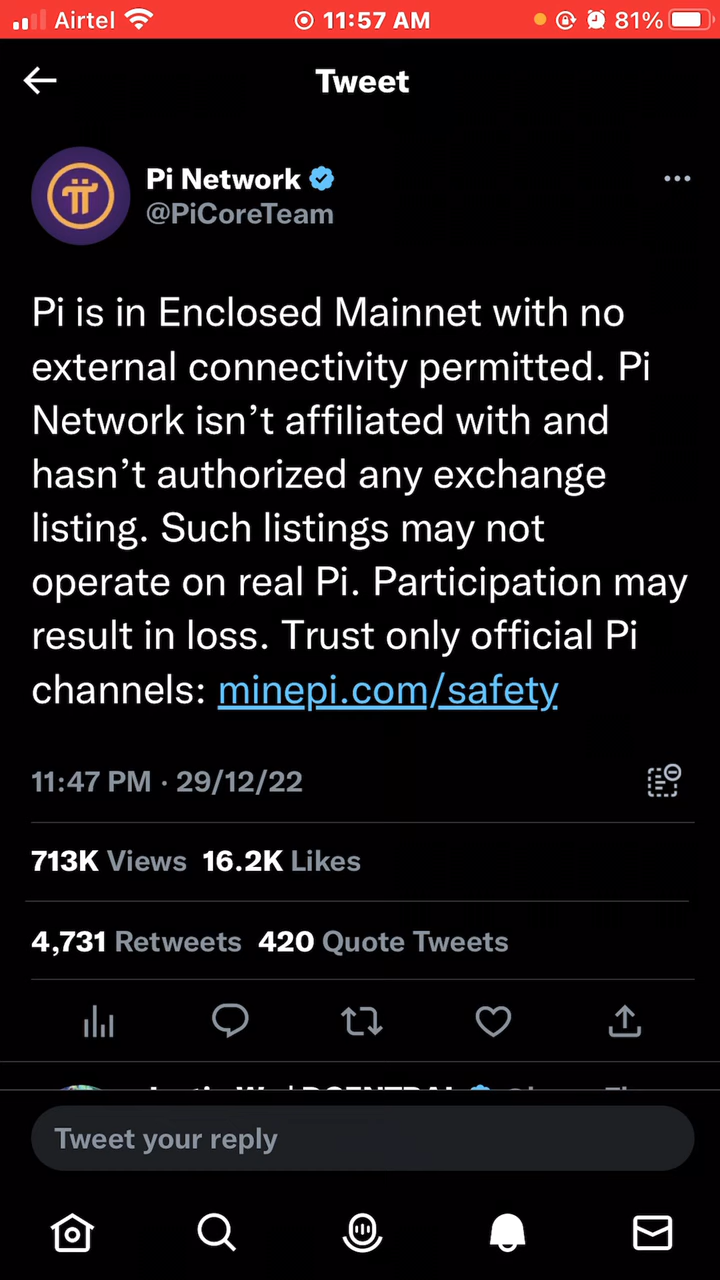 Airtel 11:57 AM 81%
Tweet
Pi Network
@PiCoreTeam
Pi is in Enclosed Mainnet with no
external connectivity permitted. Pi
Network isn’t affiliated with and
hasn’t authorized any exchange
listing. Such listings may not
operate on real Pi. Participation may
result in loss. Trust only official Pi
channels: minepi.com/safety
11:47 PM · 29/12/22
713K Views 16.2K Likes
4,731 Retweets 420 Quote Tweets
Tweet your reply